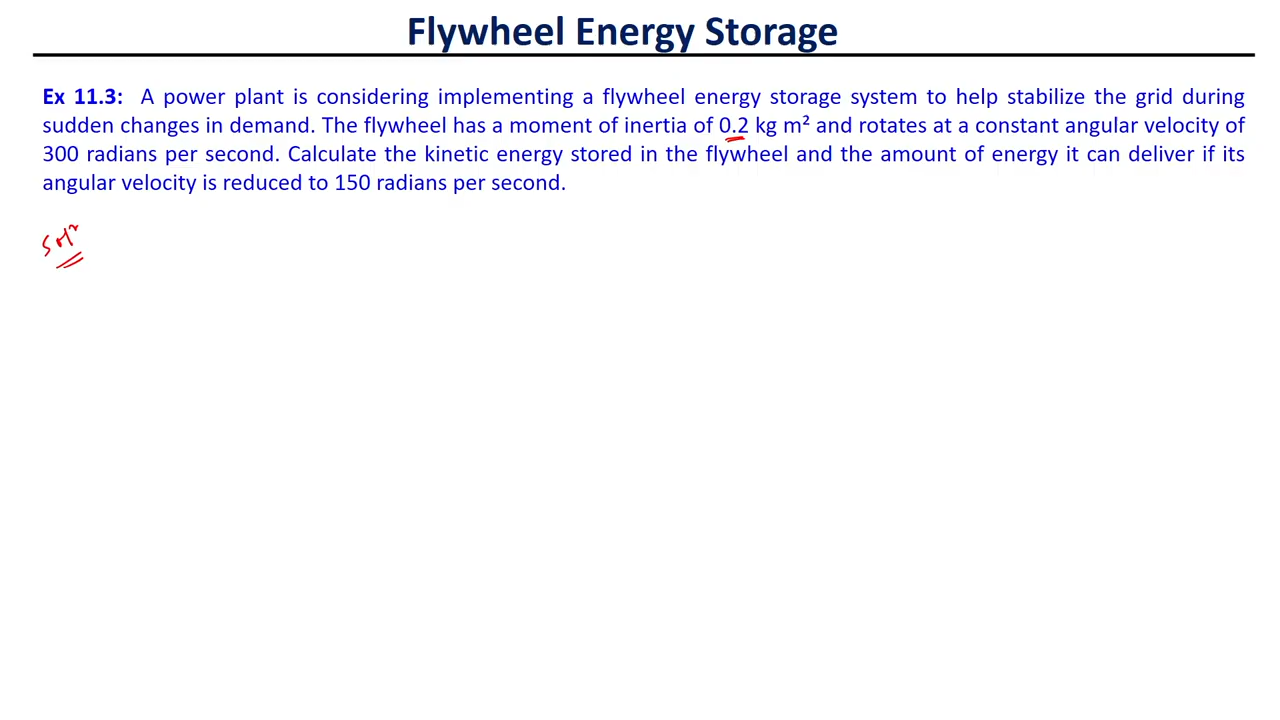 Flywheel Energy Storage
Ex 11.3: A power plant is considering implementing a flywheel energy storage system to help stabilize the grid during
sudden changes in demand. The flywheel has a moment of inertia of 0.2 kg m² and rotates at a constant angular velocity of
300 radians per second. Calculate the kinetic energy stored in the flywheel and the amount of energy it can deliver if its
angular velocity is reduced to 150 radians per second.
Solⁿ